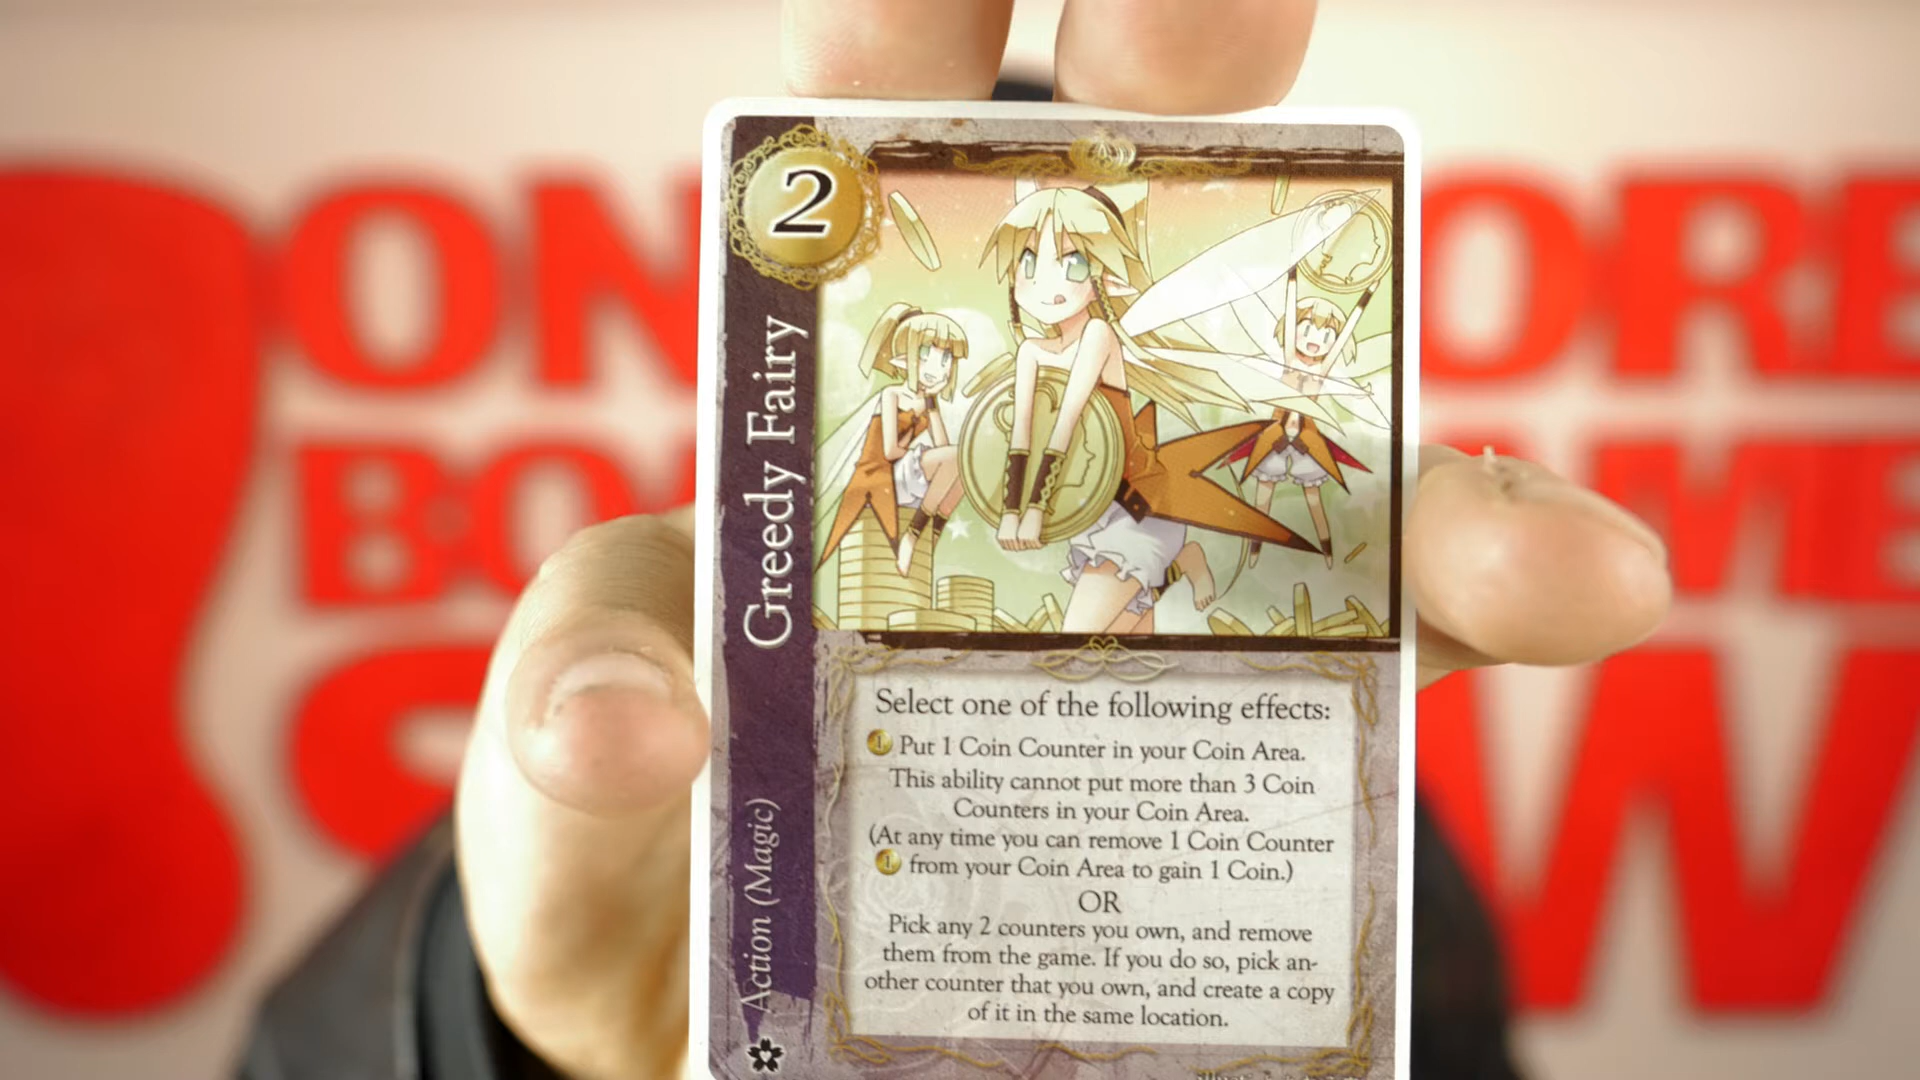 2
Greedy Fairy
Action (Magic)
Select one of the following effects:
1 Put 1 Coin Counter in your Coin Area.
This ability cannot put more than 3 Coin
Counters in your Coin Area.
(At any time you can remove 1 Coin Counter
1 from your Coin Area to gain 1 Coin.)
OR
Pick any 2 counters you own, and remove
them from the game. If you do so, pick an-
other counter that you own, and create a copy
of it in the same location.